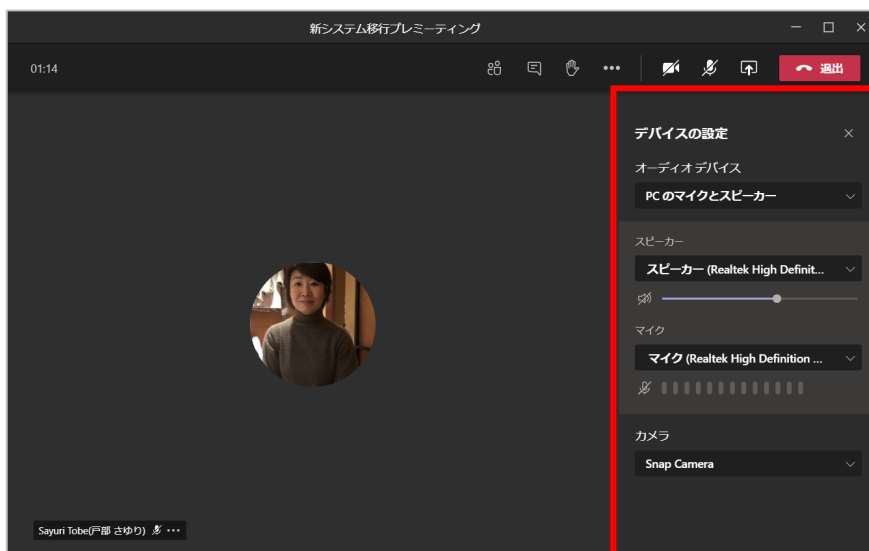 新システム移行プレミーティング
01:14
退出
デバイスの設定
オーディオ デバイス
PC のマイクとスピーカー
スピーカー
スピーカー (Realtek High Definit...
マイク
マイク (Realtek High Definition ...
カメラ
Snap Camera
Sayuri Tobe(戸部 さゆり)